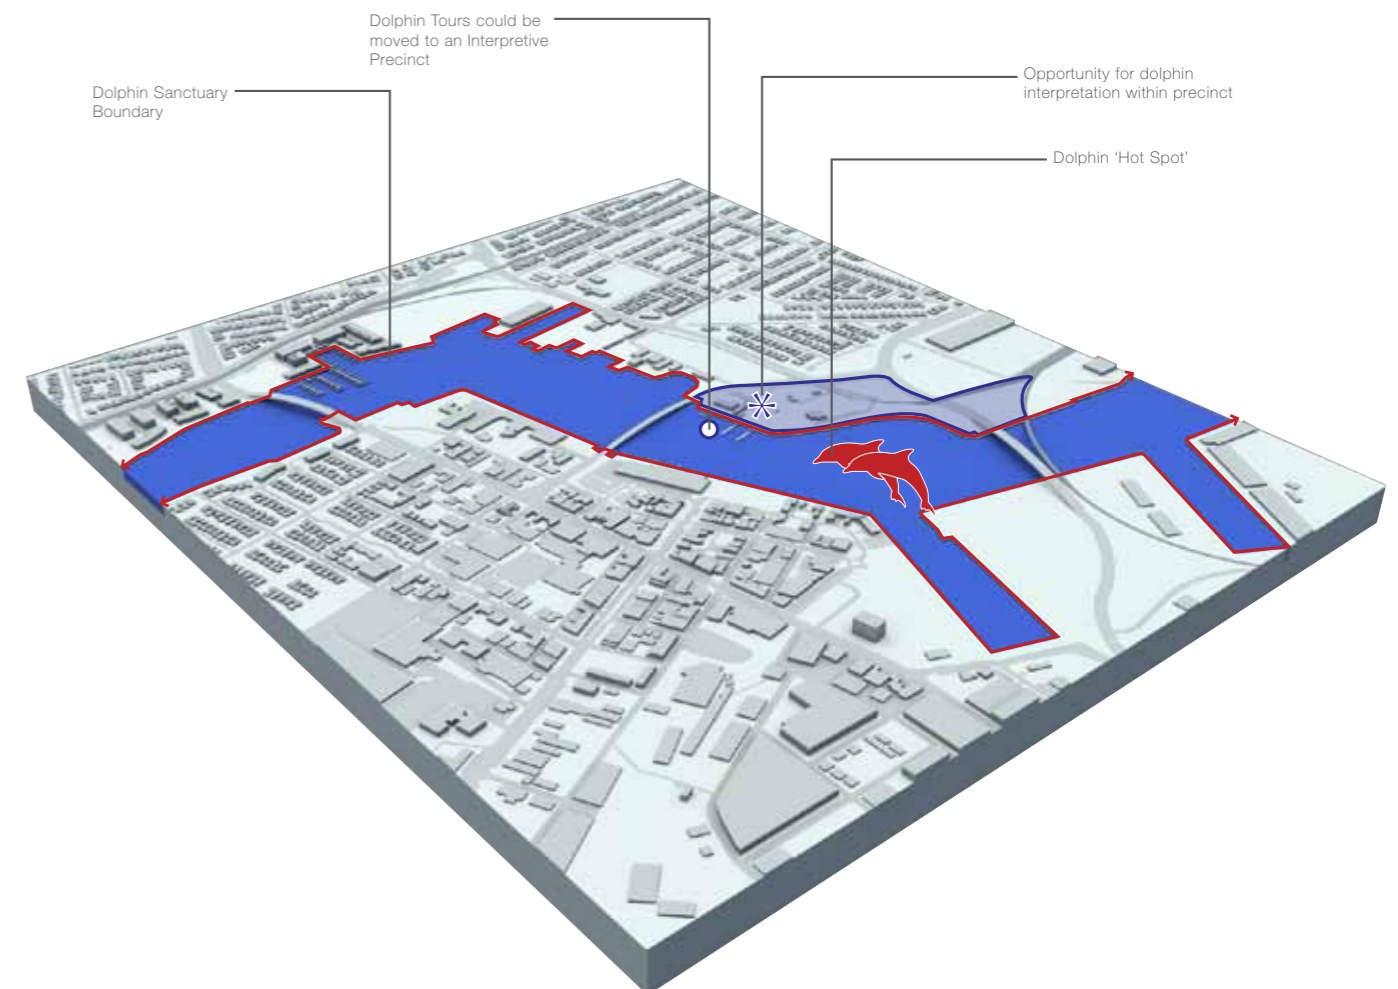 Dolphin Tours could be
moved to an Interpretive
Precinct
Dolphin Sanctuary
Boundary
Opportunity for dolphin
interpretation within precinct
Dolphin ‘Hot Spot’